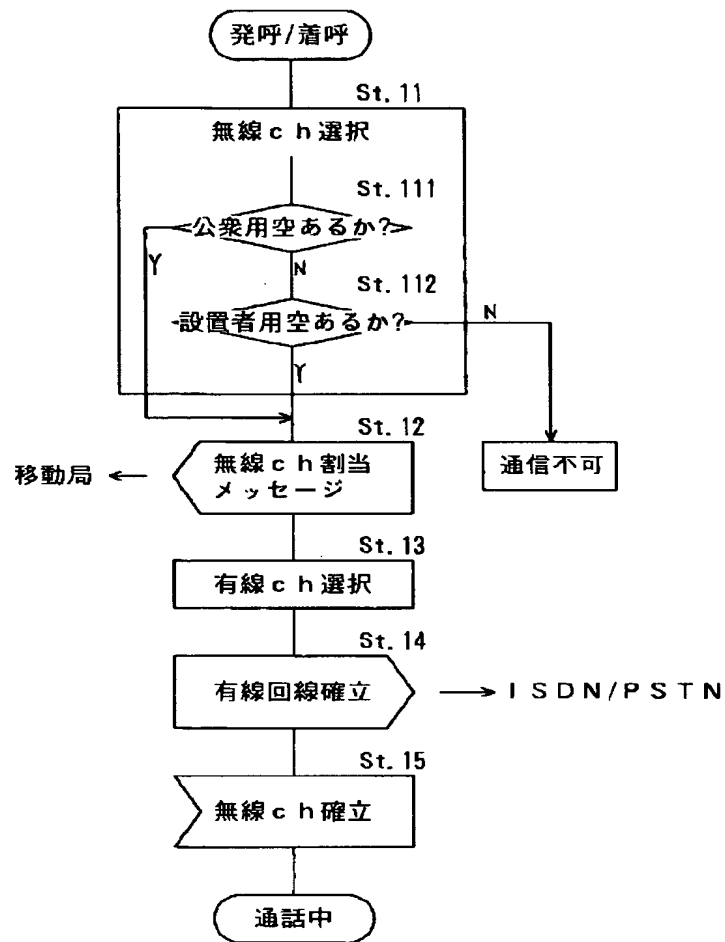 発呼/着呼
St. 11
無線ch選択
St. 111
公衆用空あるか?
Y
N
St. 112
設置者用空あるか?
N
Y
St. 12
移動局
無線ch割当
メッセージ
通信不可
St. 13
有線ch選択
St. 14
有線回線確立
ISDN/PSTN
St. 15
無線ch確立
通話中